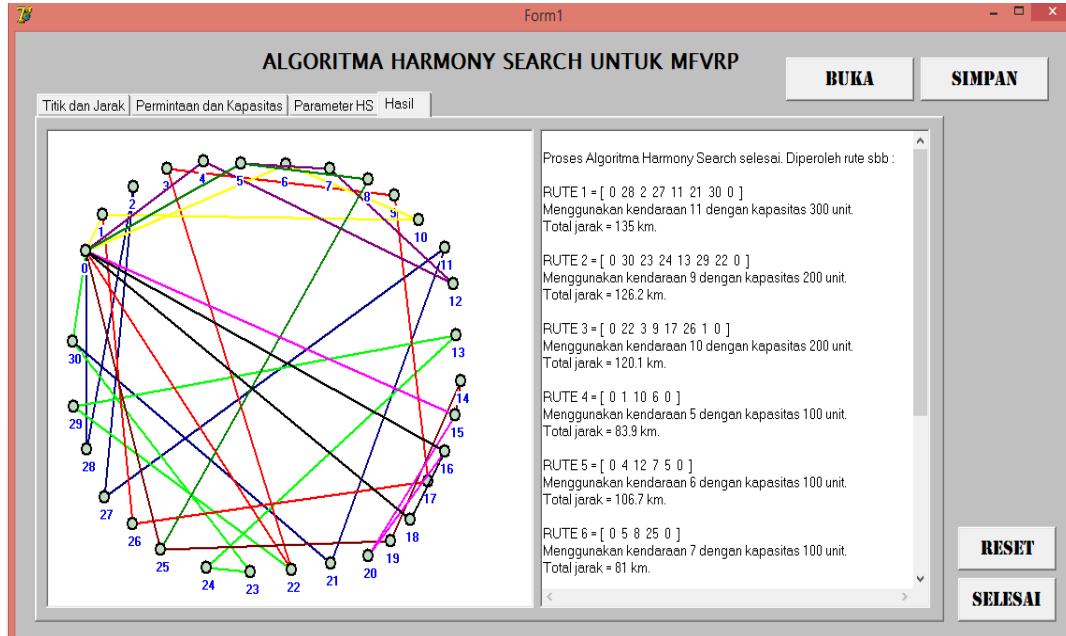 Form1
ALGORITMA HARMONY SEARCH UNTUK MFVRP
BUKA
SIMPAN
Titik dan Jarak
Permintaan dan Kapasitas
Parameter HS
Hasil
0
1
2
3
4
5
6
7
8
9
10
11
12
13
14
15
16
17
18
19
20
21
22
23
24
25
26
27
28
29
30
Proses Algoritma Harmony Search selesai. Diperoleh rute sbb :
RUTE 1 = [ 0 28 2 27 11 21 30 0 ]
Menggunakan kendaraan 11 dengan kapasitas 300 unit.
Total jarak = 135 km.
RUTE 2 = [ 0 30 23 24 13 29 22 0 ]
Menggunakan kendaraan 9 dengan kapasitas 200 unit.
Total jarak = 126.2 km.
RUTE 3 = [ 0 22 3 9 17 26 1 0 ]
Menggunakan kendaraan 10 dengan kapasitas 200 unit.
Total jarak = 120.1 km.
RUTE 4 = [ 0 1 10 6 0 ]
Menggunakan kendaraan 5 dengan kapasitas 100 unit.
Total jarak = 83.9 km.
RUTE 5 = [ 0 4 12 7 5 0 ]
Menggunakan kendaraan 6 dengan kapasitas 100 unit.
Total jarak = 106.7 km.
RUTE 6 = [ 0 5 8 25 0 ]
Menggunakan kendaraan 7 dengan kapasitas 100 unit.
Total jarak = 81 km.
RESET
SELESAI